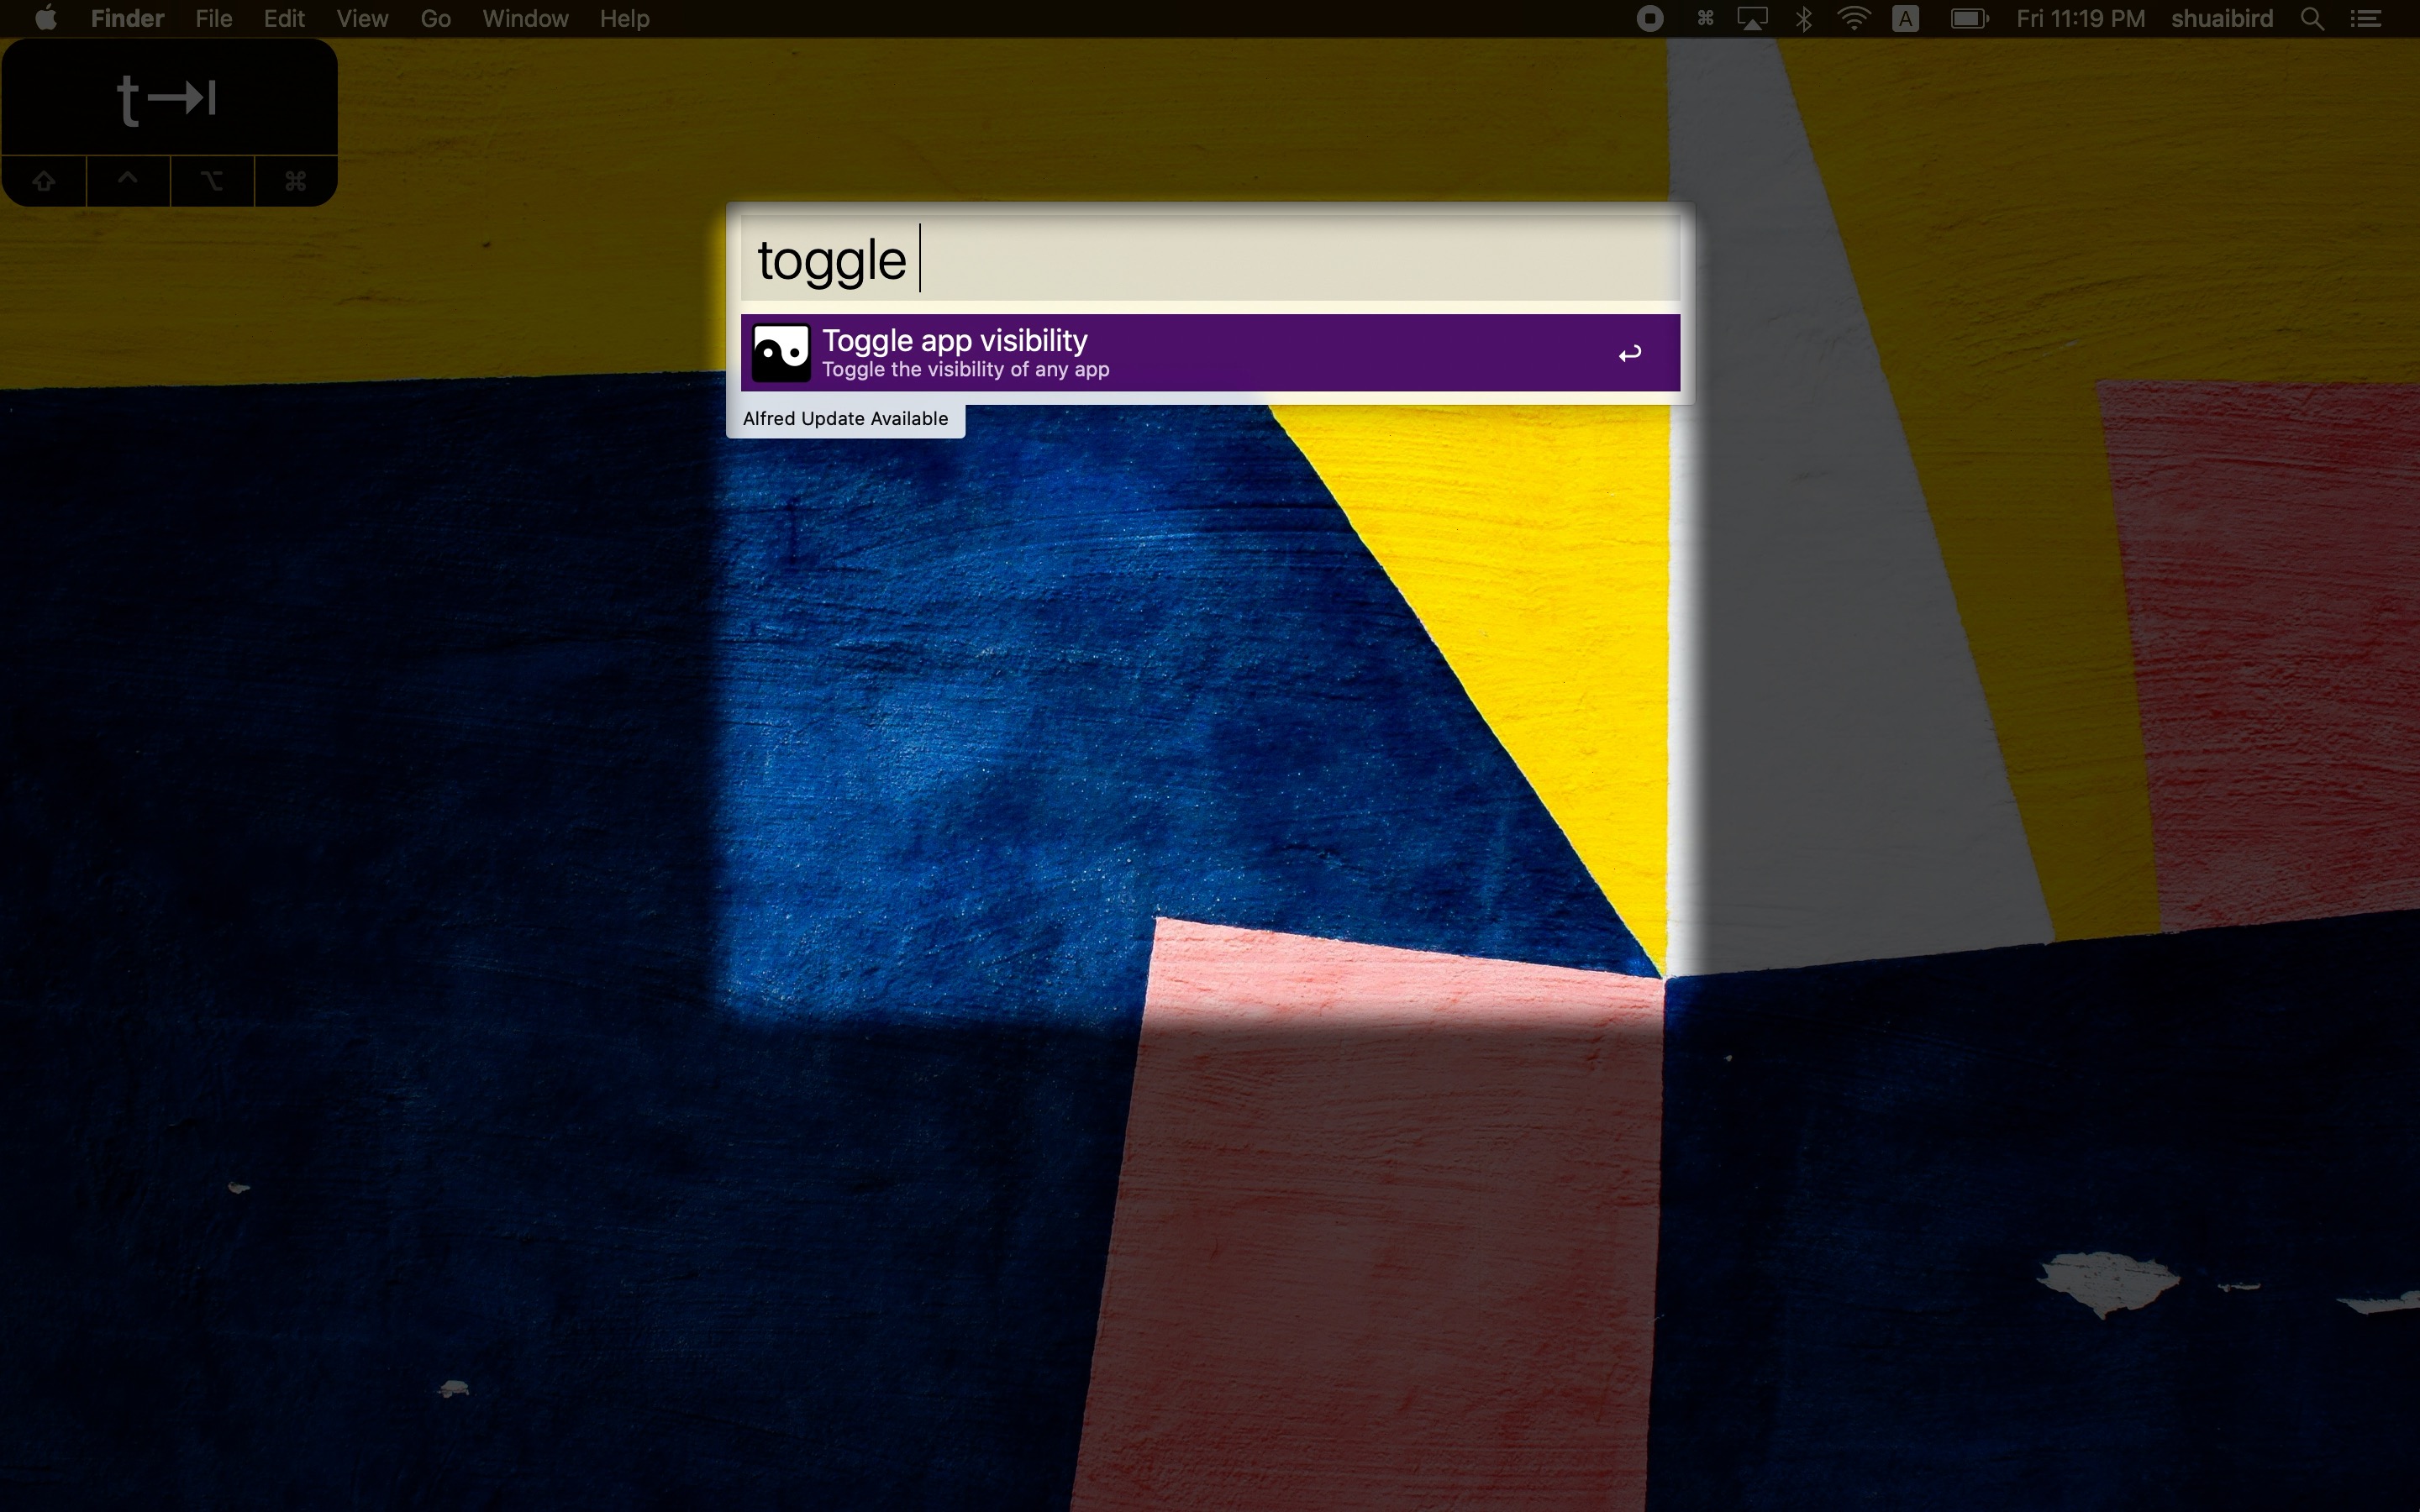 Finder File Edit View Go Window Help A Fri 11:19 PM shuaibird
t→|
⇧ ^ ⌥ ⌘
toggle
Toggle app visibility
Toggle the visibility of any app
Alfred Update Available